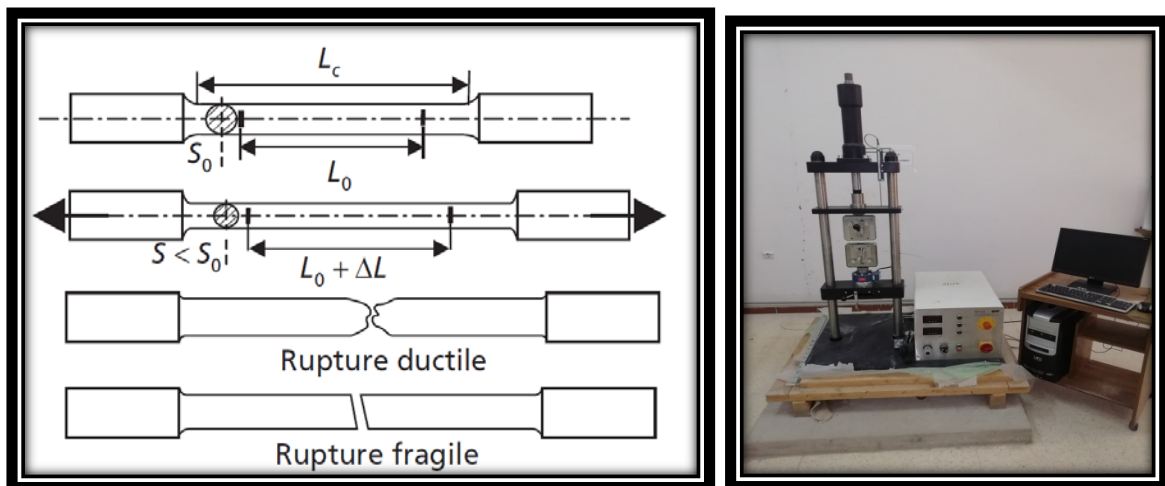 L_c
S_0
L_0
S < S_0
L_0 + ΔL
Rupture ductile
Rupture fragile